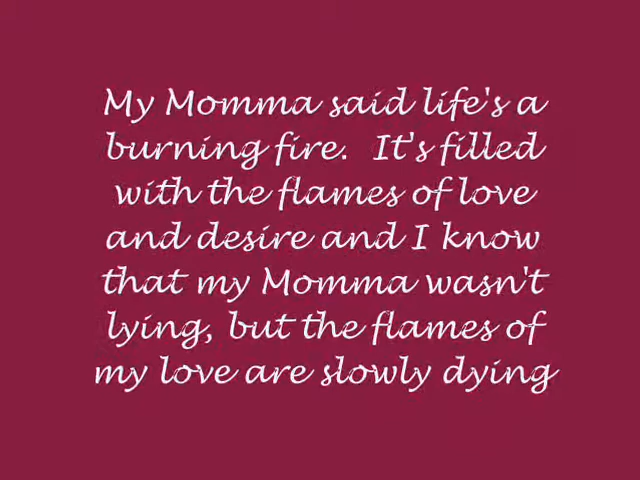 My Momma said life's a
burning fire.  It's filled
with the flames of love
and desire and I know
that my Momma wasn't
lying, but the flames of
my love are slowly dying